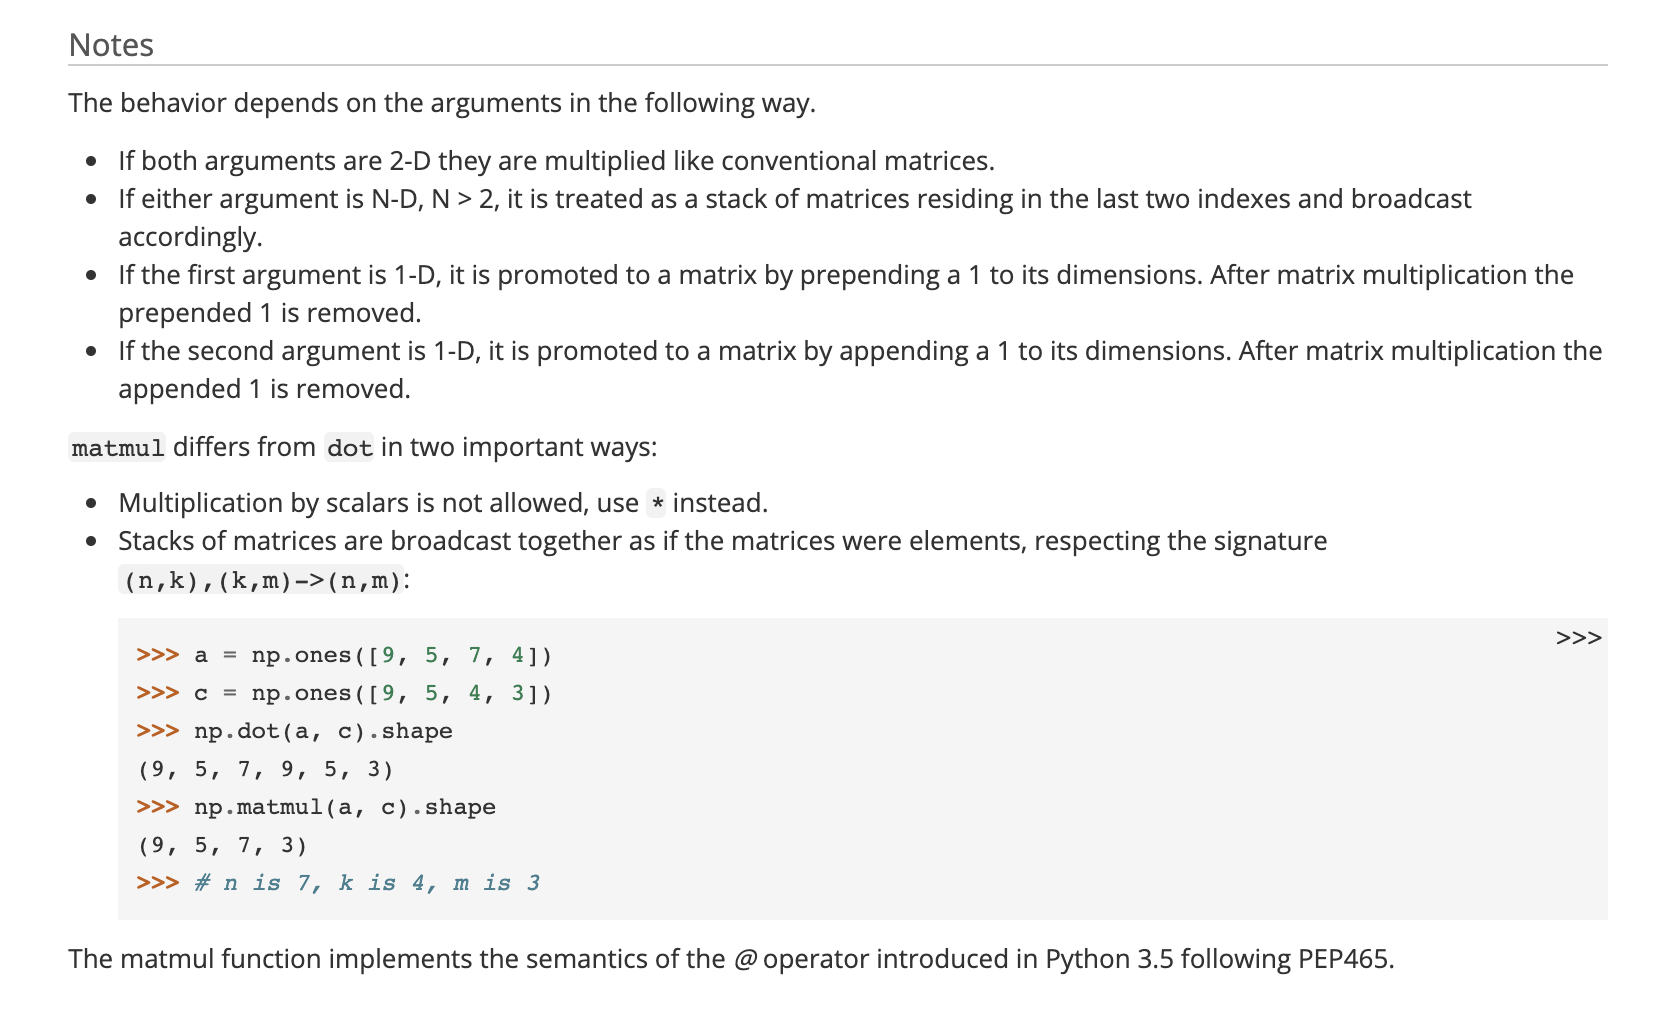 Notes
The behavior depends on the arguments in the following way.
• If both arguments are 2-D they are multiplied like conventional matrices.
• If either argument is N-D, N > 2, it is treated as a stack of matrices residing in the last two indexes and broadcast
accordingly.
• If the first argument is 1-D, it is promoted to a matrix by prepending a 1 to its dimensions. After matrix multiplication the
prepended 1 is removed.
• If the second argument is 1-D, it is promoted to a matrix by appending a 1 to its dimensions. After matrix multiplication the
appended 1 is removed.
matmul differs from dot in two important ways:
• Multiplication by scalars is not allowed, use * instead.
• Stacks of matrices are broadcast together as if the matrices were elements, respecting the signature
(n,k),(k,m)->(n,m):
>>>
>>> a = np.ones([9, 5, 7, 4])
>>> c = np.ones([9, 5, 4, 3])
>>> np.dot(a, c).shape
(9, 5, 7, 9, 5, 3)
>>> np.matmul(a, c).shape
(9, 5, 7, 3)
>>> # n is 7, k is 4, m is 3
The matmul function implements the semantics of the @ operator introduced in Python 3.5 following PEP465.